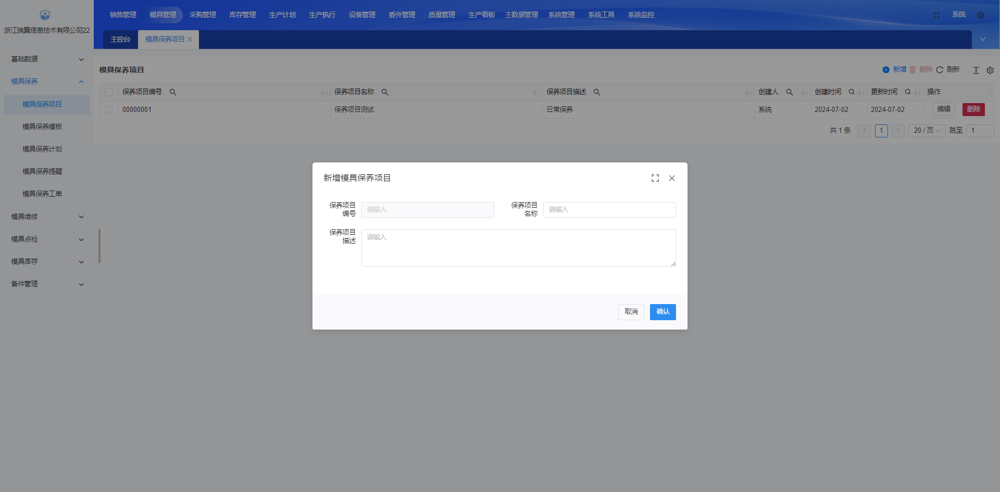 浙江瑞翼信息技术有限公司22
销售管理 模具管理 采购管理 库存管理 生产计划 生产执行 设备管理 委外管理 质量管理 生产看板 主数据管理 系统管理 系统工具 系统监控 系统
主控台 模具保养项目
基础数据
模具保养
模具保养项目
模具保养模板
模具保养计划
模具保养提醒
模具保养工单
模具维修
模具点检
模具库存
备件管理
模具保养项目 新增 删除 刷新
保养项目编号 保养项目名称 保养项目描述 创建人 创建时间 更新时间 操作
00000001 保养项目测试 日常保养 系统 2024-07-02 2024-07-02 编辑 删除
共 1 条 1 20 / 页 跳至 1
新增模具保养项目
保养项目编号 请输入 保养项目名称 请输入
保养项目描述 请输入
取消 确认